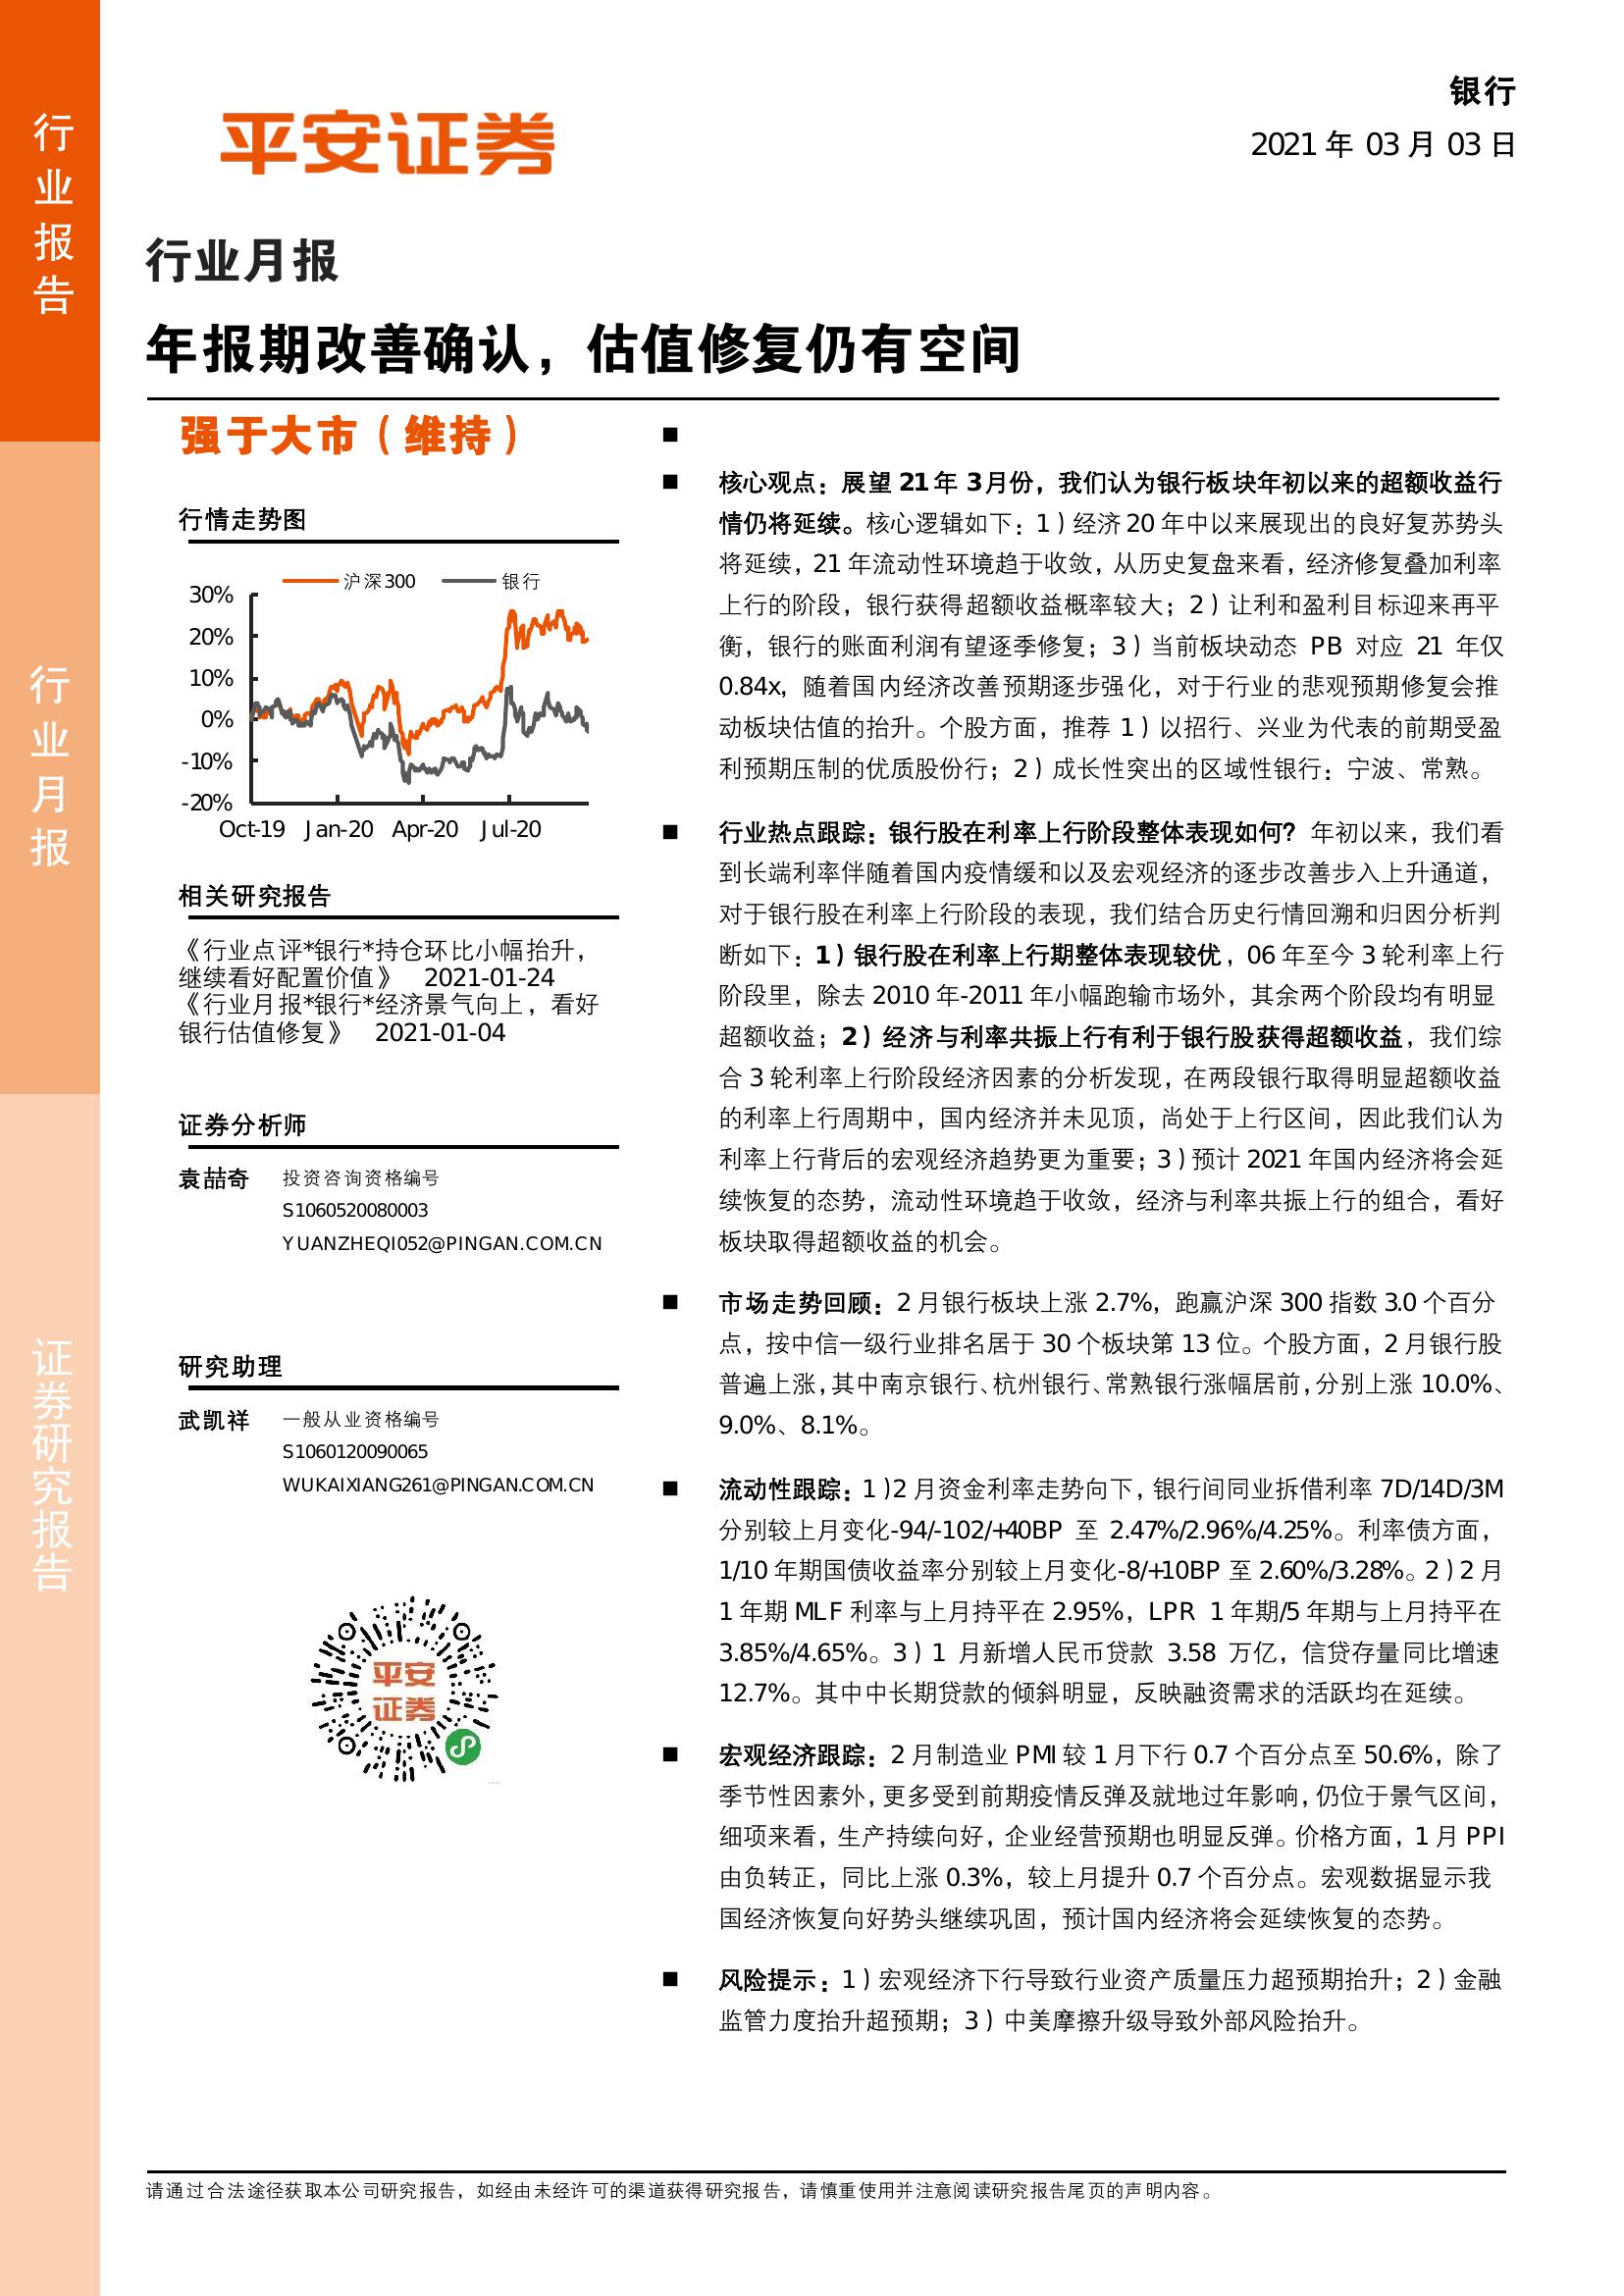 行业报告
行业月报
证券研究报告
平安证券
银行
2021 年 03 月 03 日
行业月报
年报期改善确认，估值修复仍有空间
强于大市（维持）
行情走势图
沪深300 银行
30%
20%
10%
0%
-10%
-20%
Oct-19 Jan-20 Apr-20 Jul-20
相关研究报告
《行业点评*银行*持仓环比小幅抬升，
继续看好配置价值》 2021-01-24
《行业月报*银行*经济景气向上，看好
银行估值修复》 2021-01-04
证券分析师
袁喆奇 投资咨询资格编号
S1060520080003
YUANZHEQI052@PINGAN.COM.CN
研究助理
武凯祥 一般从业资格编号
S1060120090065
WUKAIXIANG261@PINGAN.COM.CN
平安
证券
■
■ 核心观点：展望 21 年 3 月份，我们认为银行板块年初以来的超额收益行
情仍将延续。核心逻辑如下：1）经济 20 年中以来展现出的良好复苏势头
将延续，21 年流动性环境趋于收敛，从历史复盘来看，经济修复叠加利率
上行的阶段，银行获得超额收益概率较大；2）让利和盈利目标迎来再平
衡，银行的账面利润有望逐季修复；3）当前板块动态 PB 对应 21 年仅
0.84x，随着国内经济改善预期逐步强化，对于行业的悲观预期修复会推
动板块估值的抬升。个股方面，推荐 1）以招行、兴业为代表的前期受盈
利预期压制的优质股份行；2）成长性突出的区域性银行：宁波、常熟。
■ 行业热点跟踪：银行股在利率上行阶段整体表现如何？年初以来，我们看
到长端利率伴随着国内疫情缓和以及宏观经济的逐步改善步入上升通道，
对于银行股在利率上行阶段的表现，我们结合历史行情回溯和归因分析判
断如下：1）银行股在利率上行期整体表现较优，06 年至今 3 轮利率上行
阶段里，除去 2010 年-2011 年小幅跑输市场外，其余两个阶段均有明显
超额收益；2）经济与利率共振上行有利于银行股获得超额收益，我们综
合 3 轮利率上行阶段经济因素的分析发现，在两段银行取得明显超额收益
的利率上行周期中，国内经济并未见顶，尚处于上行区间，因此我们认为
利率上行背后的宏观经济趋势更为重要；3）预计 2021 年国内经济将会延
续恢复的态势，流动性环境趋于收敛，经济与利率共振上行的组合，看好
板块取得超额收益的机会。
■ 市场走势回顾：2 月银行板块上涨 2.7%，跑赢沪深 300 指数 3.0 个百分
点，按中信一级行业排名居于 30 个板块第 13 位。个股方面，2 月银行股
普遍上涨，其中南京银行、杭州银行、常熟银行涨幅居前，分别上涨 10.0%、
9.0%、8.1%。
■ 流动性跟踪：1）2 月资金利率走势向下，银行间同业拆借利率 7D/14D/3M
分别较上月变化-94/-102/+40BP 至 2.47%/2.96%/4.25%。利率债方面，
1/10 年期国债收益率分别较上月变化-8/+10BP 至 2.60%/3.28%。2）2 月
1 年期 MLF 利率与上月持平在 2.95%，LPR 1 年期/5 年期与上月持平在
3.85%/4.65%。3）1 月新增人民币贷款 3.58 万亿，信贷存量同比增速
12.7%。其中中长期贷款的倾斜明显，反映融资需求的活跃均在延续。
■ 宏观经济跟踪：2 月制造业 PMI 较 1 月下行 0.7 个百分点至 50.6%，除了
季节性因素外，更多受到前期疫情反弹及就地过年影响，仍位于景气区间，
细项来看，生产持续向好，企业经营预期也明显反弹。价格方面，1 月 PPI
由负转正，同比上涨 0.3%，较上月提升 0.7 个百分点。宏观数据显示我
国经济恢复向好势头继续巩固，预计国内经济将会延续恢复的态势。
■ 风险提示：1）宏观经济下行导致行业资产质量压力超预期抬升；2）金融
监管力度抬升超预期；3）中美摩擦升级导致外部风险抬升。
请通过合法途径获取本公司研究报告，如经由未经许可的渠道获得研究报告，请慎重使用并注意阅读研究报告尾页的声明内容。